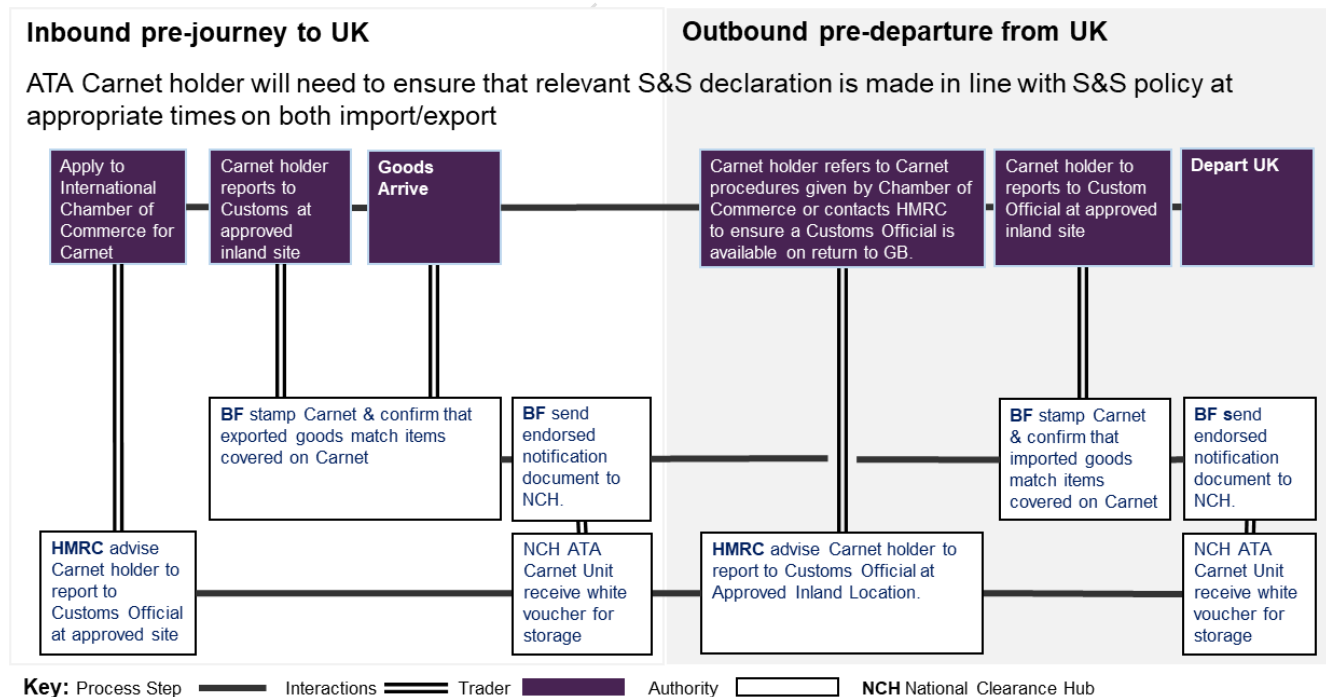 Inbound pre-journey to UK
Outbound pre-departure from UK
ATA Carnet holder will need to ensure that relevant S&S declaration is made in line with S&S policy at
appropriate times on both import/export
Apply to
International
Chamber of
Commerce for
Carnet
Carnet holder
reports to
Customs at
approved
inland site
Goods
Arrive
Carnet holder refers to Carnet
procedures given by Chamber of
Commerce or contacts HMRC
to ensure a Customs Official is
available on return to GB.
Carnet holder to
reports to Custom
Official at approved
inland site
Depart UK
BF stamp Carnet & confirm that
exported goods match items
covered on Carnet
BF send
endorsed
notification
document to
NCH.
BF stamp Carnet
& confirm that
imported goods
match items
covered on Carnet
BF send
endorsed
notification
document to
NCH.
HMRC advise
Carnet holder to
report to
Customs Official
at approved site
NCH ATA
Carnet Unit
receive white
voucher for
storage
HMRC advise Carnet holder to
report to Customs Official at
Approved Inland Location.
NCH ATA
Carnet Unit
receive white
voucher for
storage
Key: Process Step Interactions Trader Authority NCH National Clearance Hub